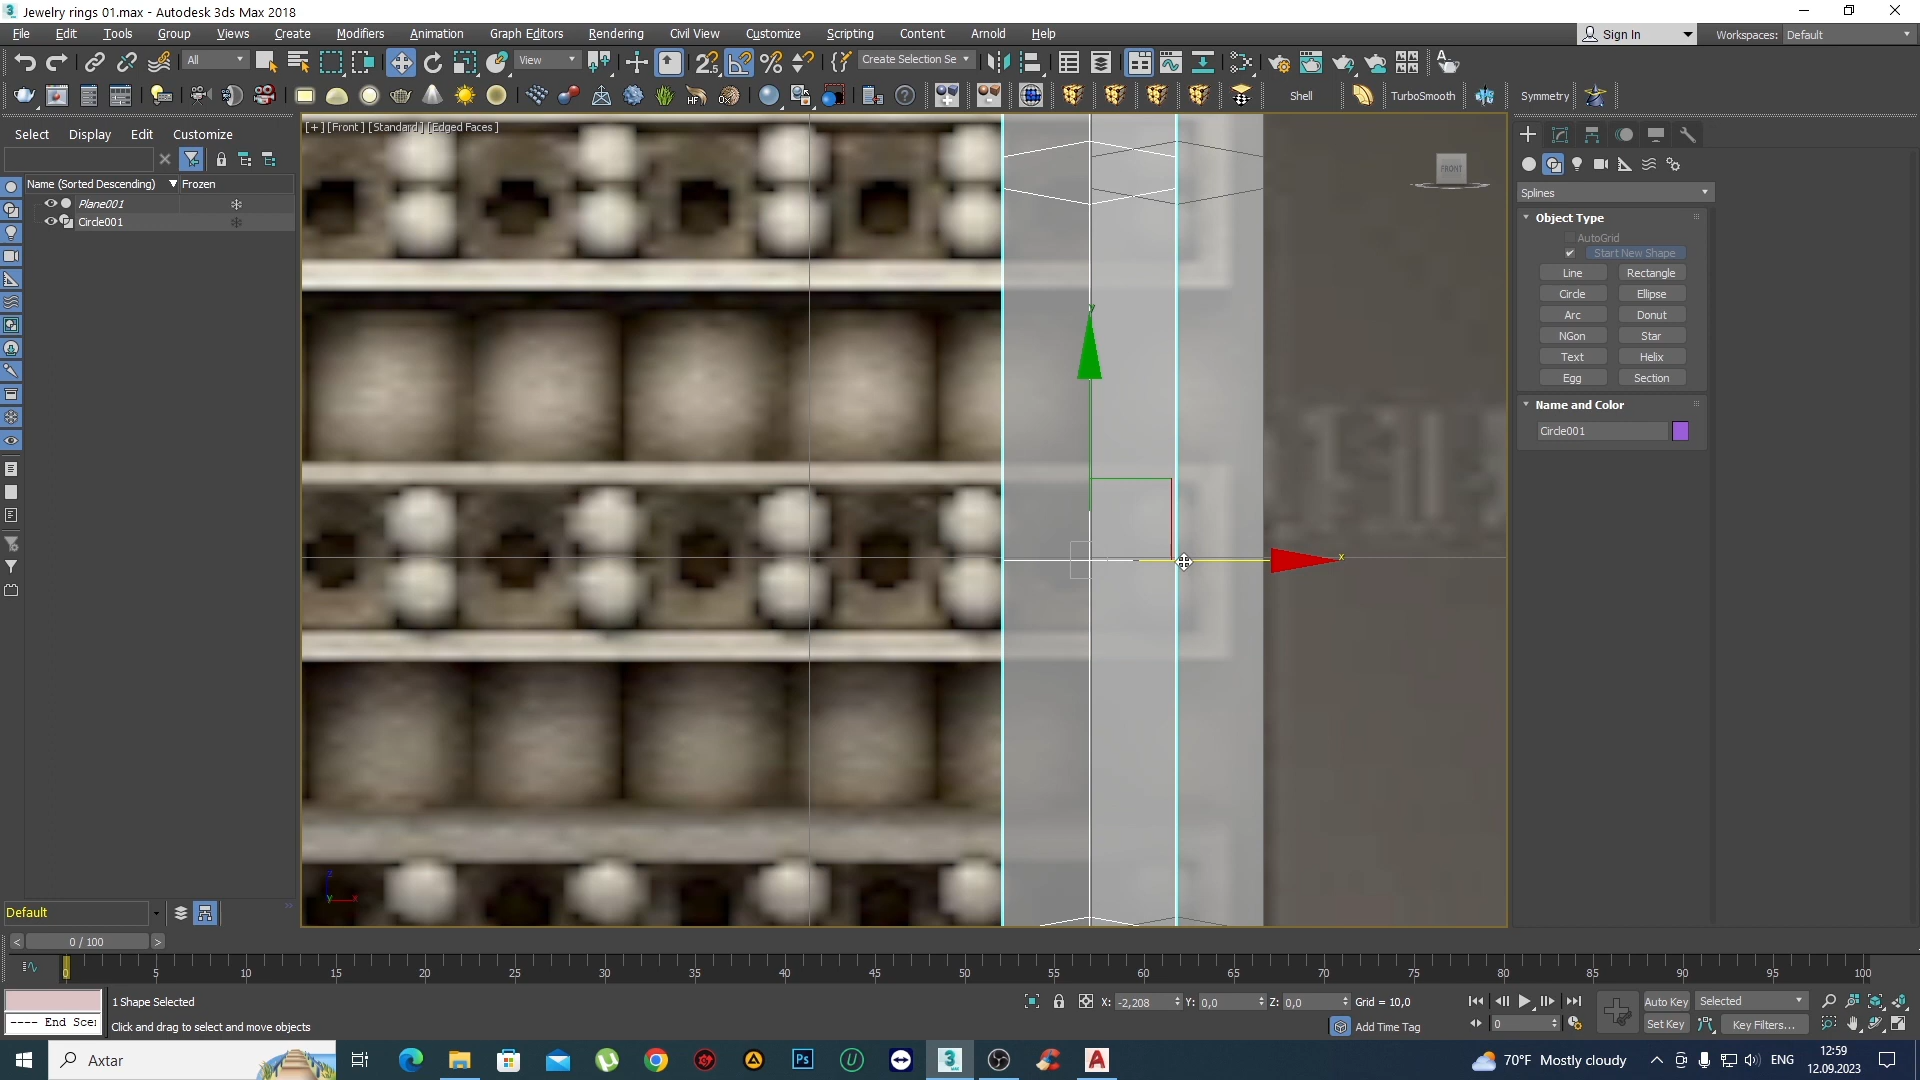 Jewelry rings 01.max - Autodesk 3ds Max 2018
File Edit Tools Group Views Create Modifiers Animation Graph Editors Rendering Civil View Customize Scripting Content Arnold Help
Sign In Workspaces: Default
All View Create Selection Se
Shell TurboSmooth Symmetry
Select Display Edit Customize
[+] [Front] [Standard] [Edged Faces]
FRONT
Name (Sorted Descending) Frozen
Plane001
Circle001
Splines
Object Type
AutoGrid
Start New Shape
Line Rectangle
Circle Ellipse
Arc Donut
NGon Star
Text Helix
Egg Section
Name and Color
Circle001
y
x
z
y x
Default
0 / 100
0 5 10 15 20 25 30 35 40 45 50 55 60 65 70 75 80 85 90 95 100
1 Shape Selected
X: -2,208 Y: 0,0 Z: 0,0 Grid = 10,0
Auto Key Selected
---- End Scer
Click and drag to select and move objects
Add Time Tag
0
Set Key Key Filters...
Axtar
70°F Mostly cloudy
ENG
12:59
12.09.2023